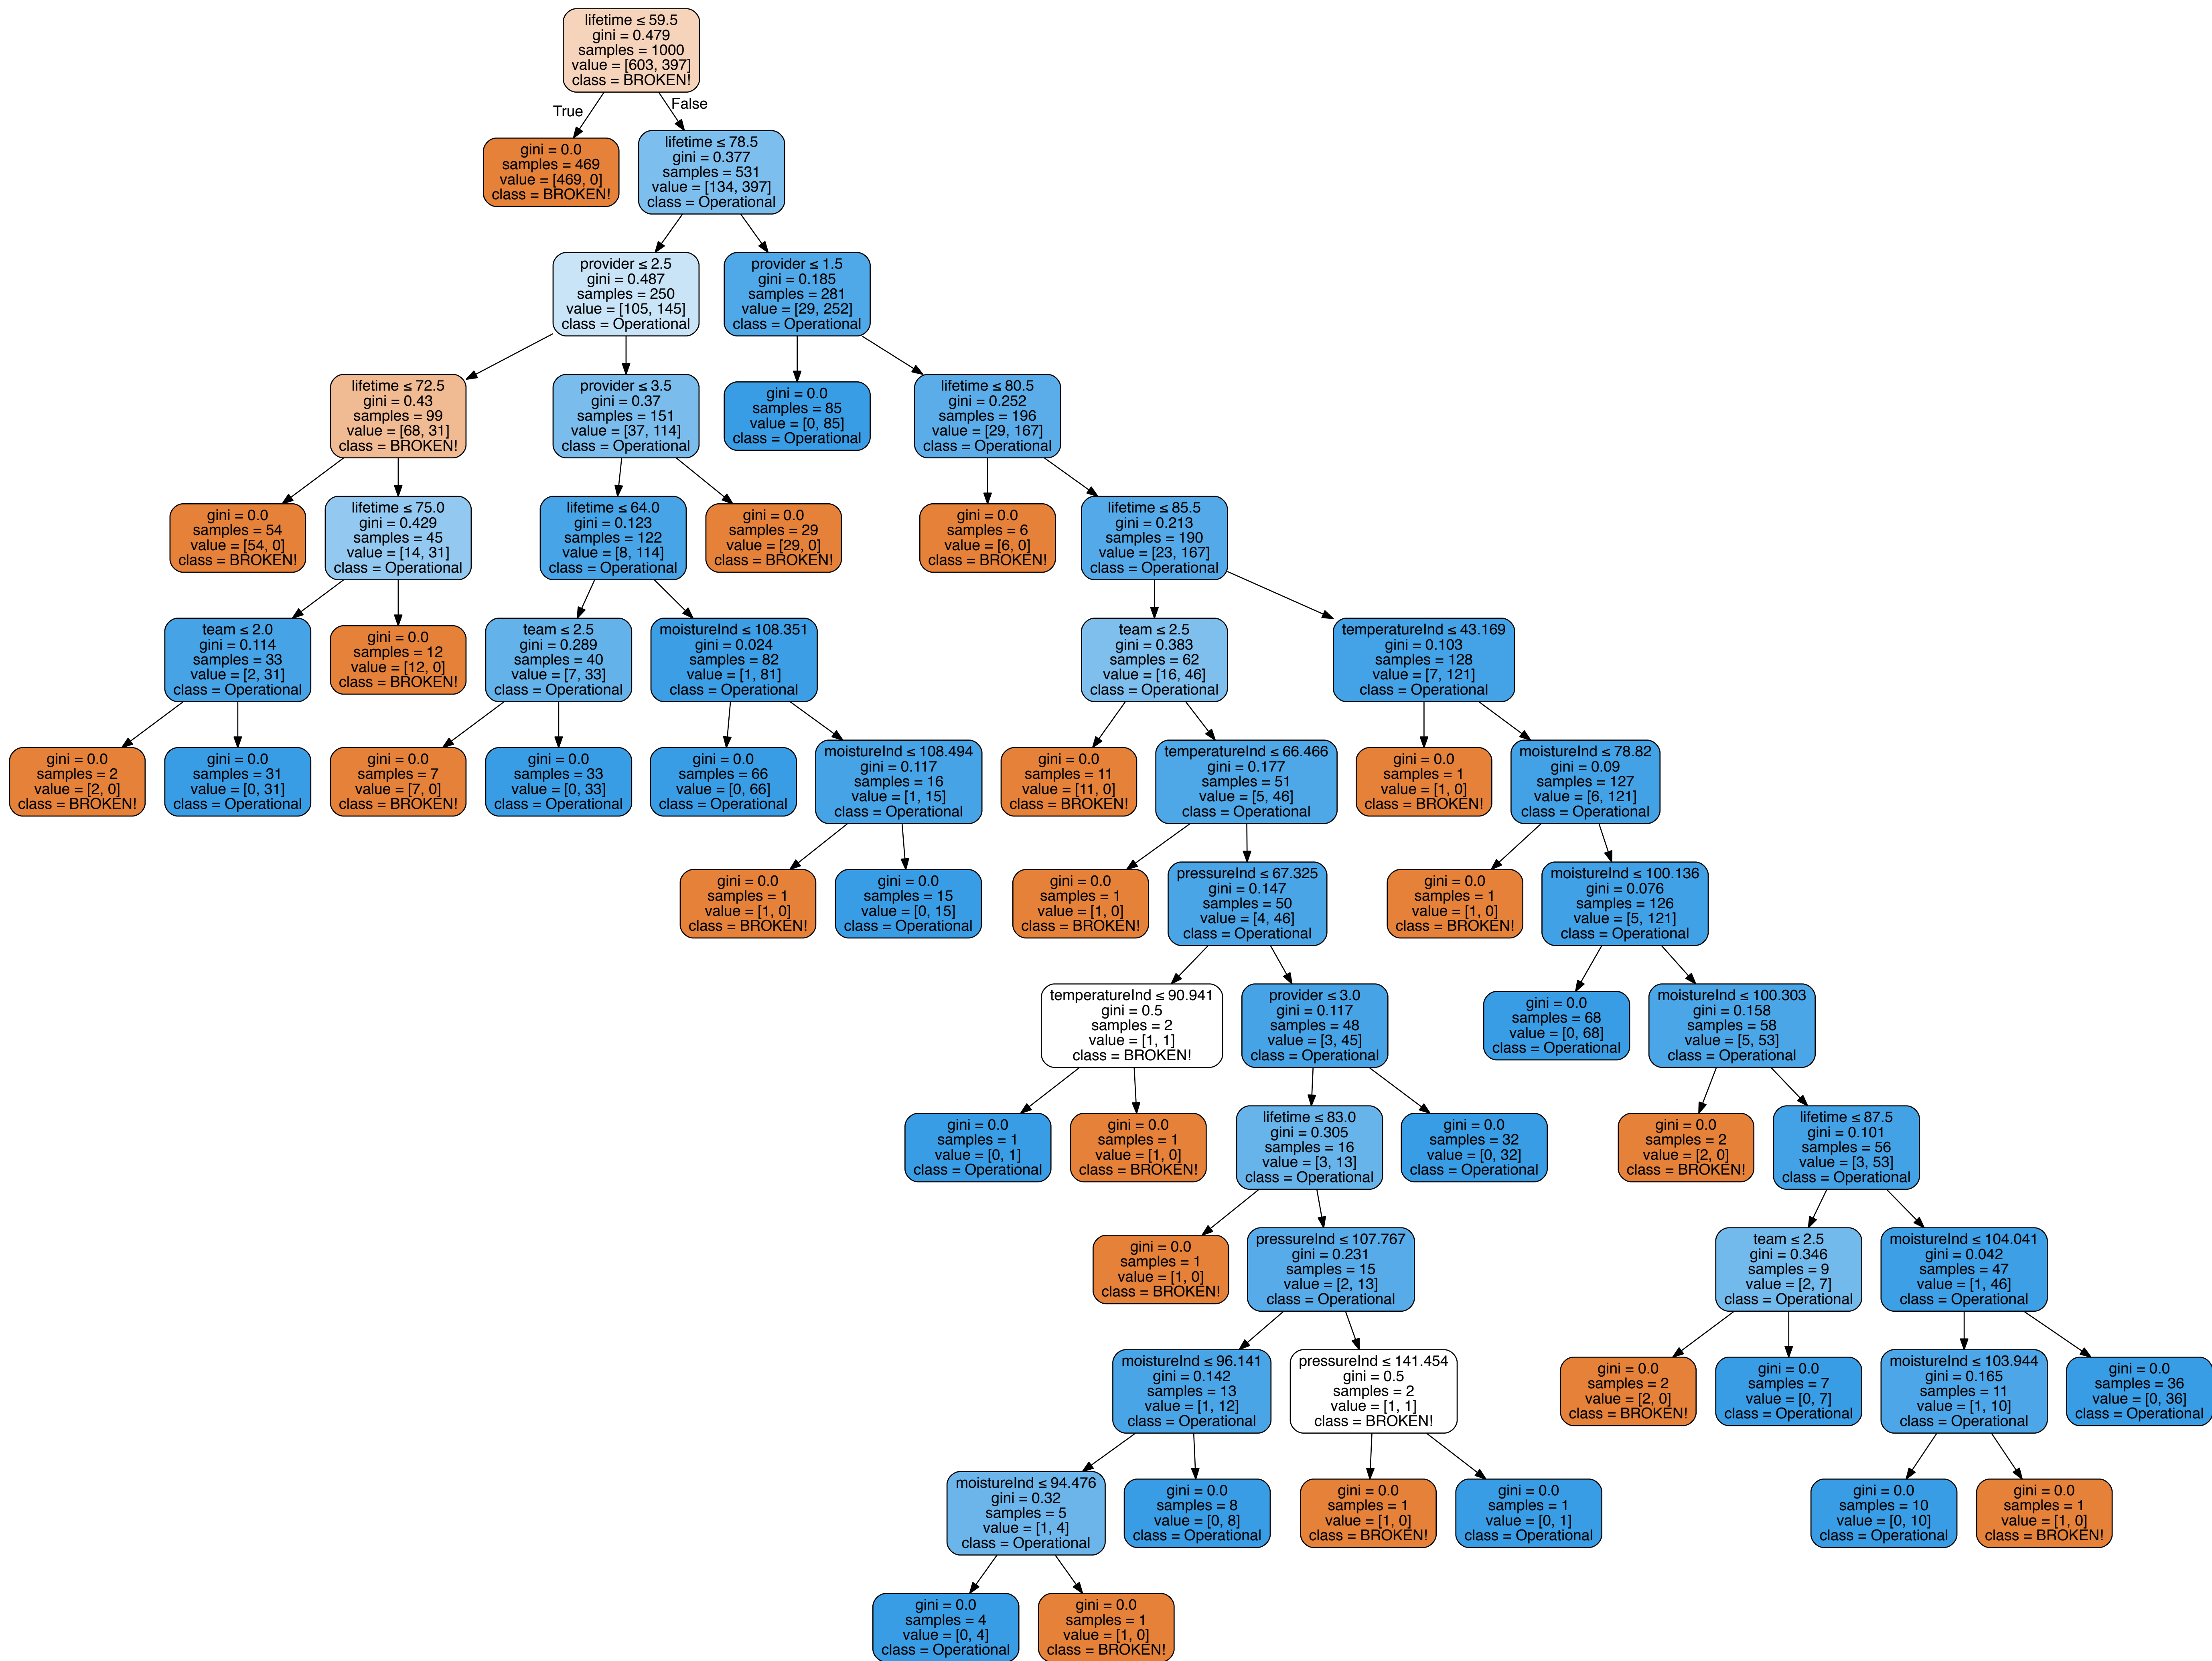 lifetime ≤ 59.5
gini = 0.479
samples = 1000
value = [603, 397]
class = BROKEN!
True
False
gini = 0.0
samples = 469
value = [469, 0]
class = BROKEN!
lifetime ≤ 78.5
gini = 0.377
samples = 531
value = [134, 397]
class = Operational
provider ≤ 2.5
gini = 0.487
samples = 250
value = [105, 145]
class = Operational
provider ≤ 1.5
gini = 0.185
samples = 281
value = [29, 252]
class = Operational
lifetime ≤ 72.5
gini = 0.43
samples = 99
value = [68, 31]
class = BROKEN!
provider ≤ 3.5
gini = 0.37
samples = 151
value = [37, 114]
class = Operational
gini = 0.0
samples = 85
value = [0, 85]
class = Operational
lifetime ≤ 80.5
gini = 0.252
samples = 196
value = [29, 167]
class = Operational
gini = 0.0
samples = 54
value = [54, 0]
class = BROKEN!
lifetime ≤ 75.0
gini = 0.429
samples = 45
value = [14, 31]
class = Operational
lifetime ≤ 64.0
gini = 0.123
samples = 122
value = [8, 114]
class = Operational
gini = 0.0
samples = 29
value = [29, 0]
class = BROKEN!
gini = 0.0
samples = 6
value = [6, 0]
class = BROKEN!
lifetime ≤ 85.5
gini = 0.213
samples = 190
value = [23, 167]
class = Operational
team ≤ 2.0
gini = 0.114
samples = 33
value = [2, 31]
class = Operational
gini = 0.0
samples = 12
value = [12, 0]
class = BROKEN!
team ≤ 2.5
gini = 0.289
samples = 40
value = [7, 33]
class = Operational
moistureInd ≤ 108.351
gini = 0.024
samples = 82
value = [1, 81]
class = Operational
team ≤ 2.5
gini = 0.383
samples = 62
value = [16, 46]
class = Operational
temperatureInd ≤ 43.169
gini = 0.103
samples = 128
value = [7, 121]
class = Operational
gini = 0.0
samples = 2
value = [2, 0]
class = BROKEN!
gini = 0.0
samples = 31
value = [0, 31]
class = Operational
gini = 0.0
samples = 7
value = [7, 0]
class = BROKEN!
gini = 0.0
samples = 33
value = [0, 33]
class = Operational
gini = 0.0
samples = 66
value = [0, 66]
class = Operational
moistureInd ≤ 108.494
gini = 0.117
samples = 16
value = [1, 15]
class = Operational
gini = 0.0
samples = 11
value = [11, 0]
class = BROKEN!
temperatureInd ≤ 66.466
gini = 0.177
samples = 51
value = [5, 46]
class = Operational
gini = 0.0
samples = 1
value = [1, 0]
class = BROKEN!
moistureInd ≤ 78.82
gini = 0.09
samples = 127
value = [6, 121]
class = Operational
gini = 0.0
samples = 1
value = [1, 0]
class = BROKEN!
gini = 0.0
samples = 15
value = [0, 15]
class = Operational
gini = 0.0
samples = 1
value = [1, 0]
class = BROKEN!
pressureInd ≤ 67.325
gini = 0.147
samples = 50
value = [4, 46]
class = Operational
gini = 0.0
samples = 1
value = [1, 0]
class = BROKEN!
moistureInd ≤ 100.136
gini = 0.076
samples = 126
value = [5, 121]
class = Operational
temperatureInd ≤ 90.941
gini = 0.5
samples = 2
value = [1, 1]
class = BROKEN!
provider ≤ 3.0
gini = 0.117
samples = 48
value = [3, 45]
class = Operational
gini = 0.0
samples = 68
value = [0, 68]
class = Operational
moistureInd ≤ 100.303
gini = 0.158
samples = 58
value = [5, 53]
class = Operational
gini = 0.0
samples = 1
value = [0, 1]
class = Operational
gini = 0.0
samples = 1
value = [1, 0]
class = BROKEN!
lifetime ≤ 83.0
gini = 0.305
samples = 16
value = [3, 13]
class = Operational
gini = 0.0
samples = 32
value = [0, 32]
class = Operational
gini = 0.0
samples = 2
value = [2, 0]
class = BROKEN!
lifetime ≤ 87.5
gini = 0.101
samples = 56
value = [3, 53]
class = Operational
gini = 0.0
samples = 1
value = [1, 0]
class = BROKEN!
pressureInd ≤ 107.767
gini = 0.231
samples = 15
value = [2, 13]
class = Operational
team ≤ 2.5
gini = 0.346
samples = 9
value = [2, 7]
class = Operational
moistureInd ≤ 104.041
gini = 0.042
samples = 47
value = [1, 46]
class = Operational
moistureInd ≤ 96.141
gini = 0.142
samples = 13
value = [1, 12]
class = Operational
pressureInd ≤ 141.454
gini = 0.5
samples = 2
value = [1, 1]
class = BROKEN!
gini = 0.0
samples = 2
value = [2, 0]
class = BROKEN!
gini = 0.0
samples = 7
value = [0, 7]
class = Operational
moistureInd ≤ 103.944
gini = 0.165
samples = 11
value = [1, 10]
class = Operational
gini = 0.0
samples = 36
value = [0, 36]
class = Operational
moistureInd ≤ 94.476
gini = 0.32
samples = 5
value = [1, 4]
class = Operational
gini = 0.0
samples = 8
value = [0, 8]
class = Operational
gini = 0.0
samples = 1
value = [1, 0]
class = BROKEN!
gini = 0.0
samples = 1
value = [0, 1]
class = Operational
gini = 0.0
samples = 10
value = [0, 10]
class = Operational
gini = 0.0
samples = 1
value = [1, 0]
class = BROKEN!
gini = 0.0
samples = 4
value = [0, 4]
class = Operational
gini = 0.0
samples = 1
value = [1, 0]
class = BROKEN!